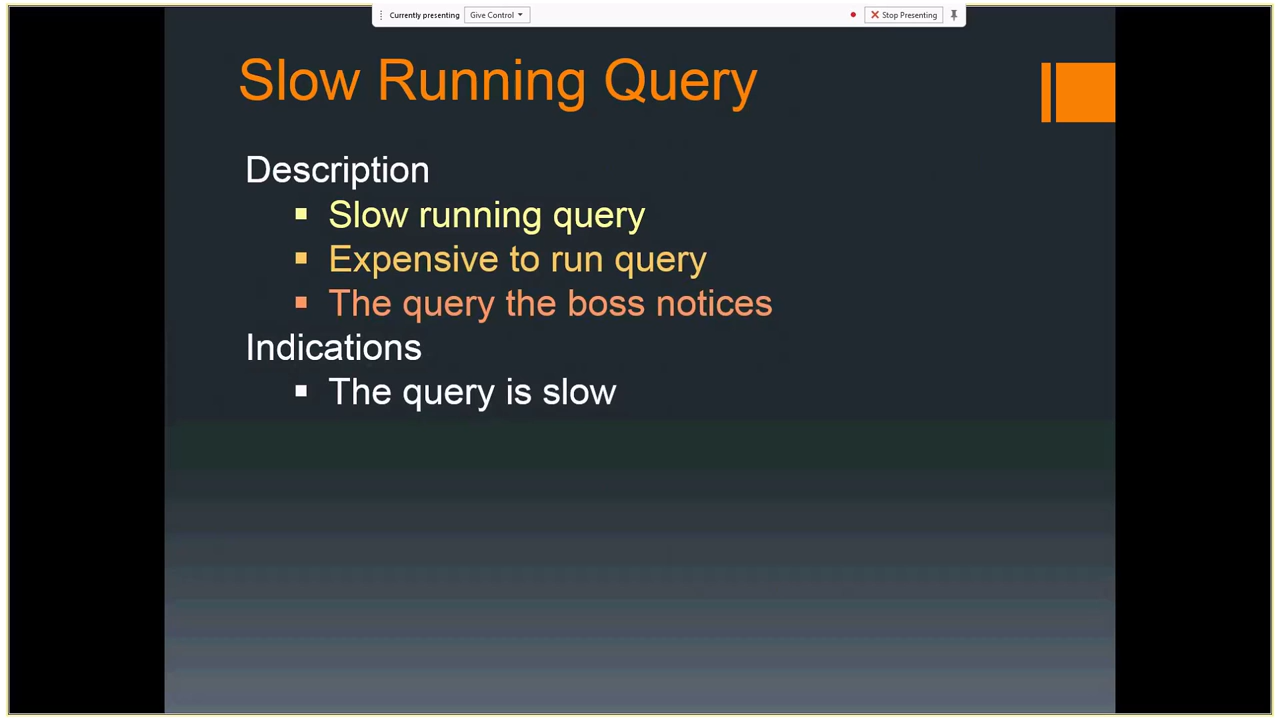 Currently presenting Give Control Stop Presenting
Slow Running Query
Description
Slow running query
Expensive to run query
The query the boss notices
Indications
The query is slow